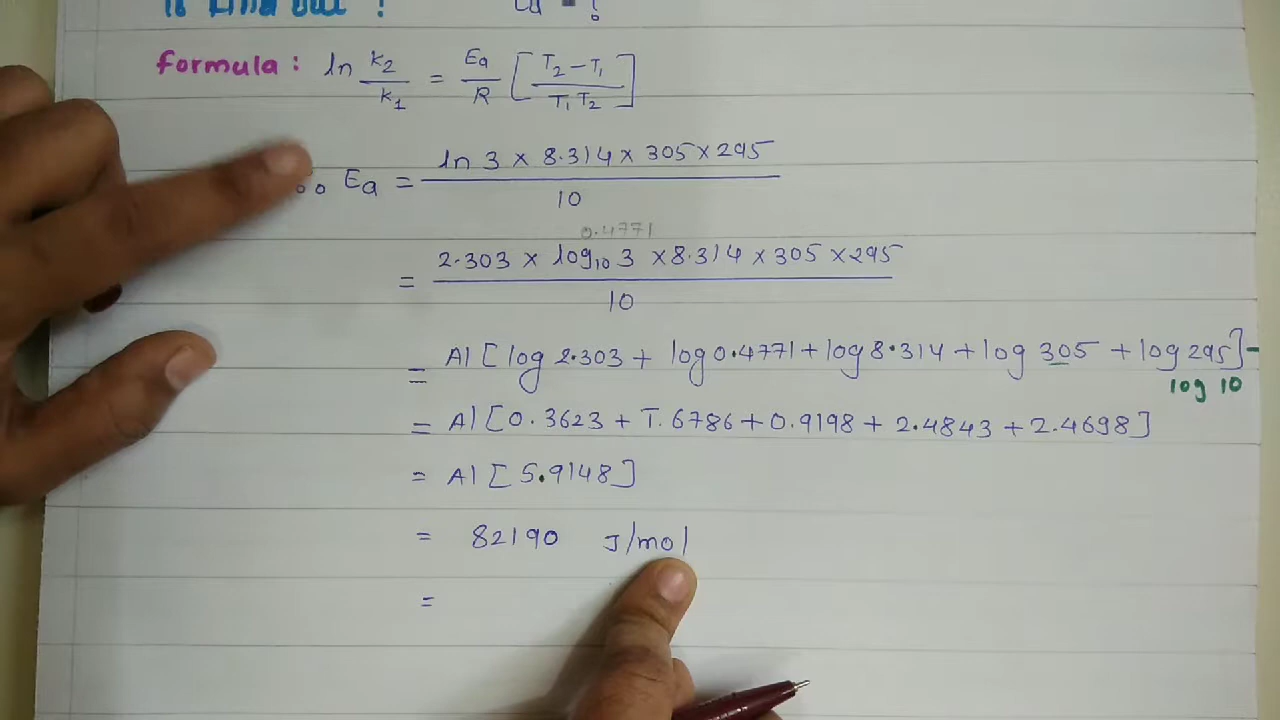 formula: ln k2/k1 = Ea/R [T2-T1/T1T2]
Ea = ln 3 × 8.314 × 305 × 295
10
0.4771
= 2.303 × log10 3 × 8.314 × 305 × 295
10
= Al [log 2.303 + log 0.4771 + log 8.314 + log 305 + log 295] -
log 10
= Al [0.3623 + T.6786 + 0.9198 + 2.4843 + 2.4698]
= Al [5.9148]
= 82190 J/mol
=